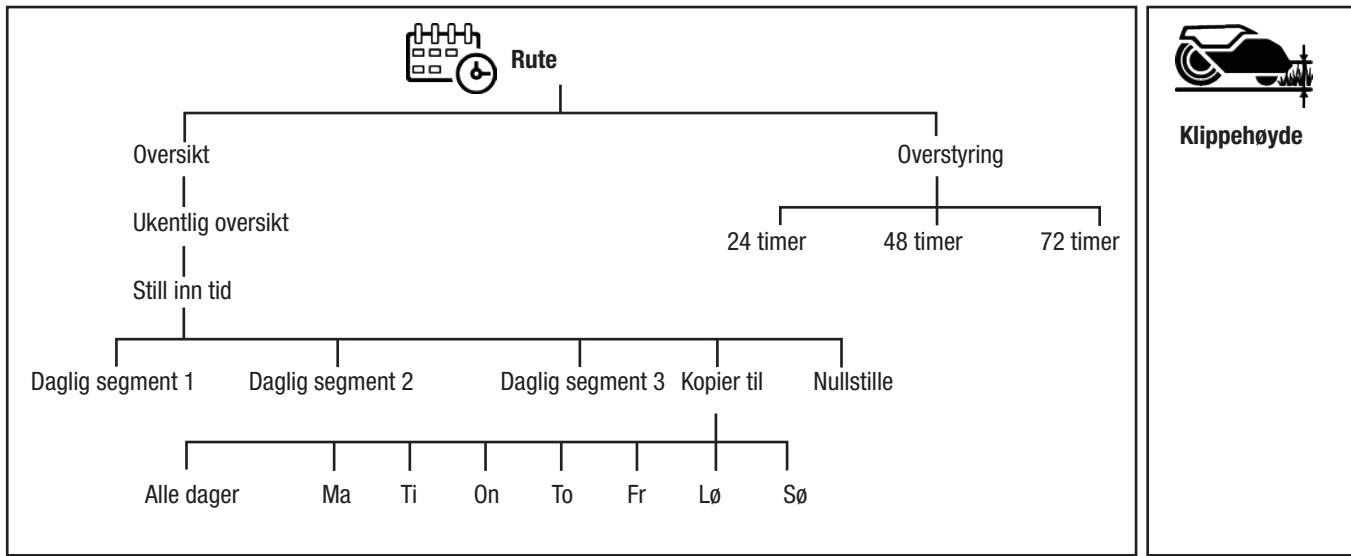 Rute
Klippehøyde
Oversikt
Overstyring
Ukentlig oversikt
24 timer
48 timer
72 timer
Still inn tid
Daglig segment 1
Daglig segment 2
Daglig segment 3
Kopier til
Nullstille
Alle dager
Ma
Ti
On
To
Fr
Lø
Sø